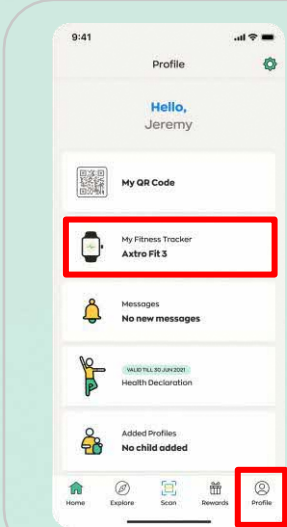 9:41
Profile
Hello,
Jeremy
My QR Code
My Fitness Tracker
Axtro Fit 3
Messages
No new messages
VALID TILL 30 JUN 2021
Health Declaration
Added Profiles
No child added
Home Explore Scan Rewards Profile